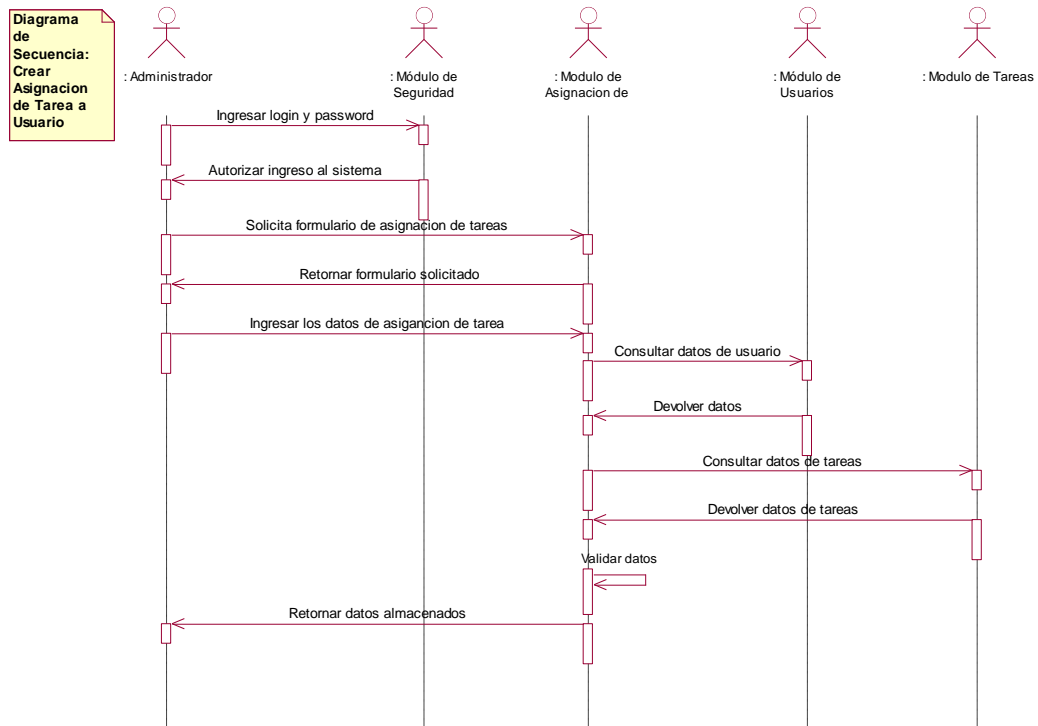 Diagrama
de
Secuencia:
Crear
Asignacion
de Tarea a
Usuario
: Administrador
: Módulo de
Seguridad
: Modulo de
Asignacion de
: Módulo de
Usuarios
: Modulo de Tareas
Ingresar login y password
Autorizar ingreso al sistema
Solicita formulario de asignacion de tareas
Retornar formulario solicitado
Ingresar los datos de asigancion de tarea
Consultar datos de usuario
Devolver datos
Consultar datos de tareas
Devolver datos de tareas
Validar datos
Retornar datos almacenados